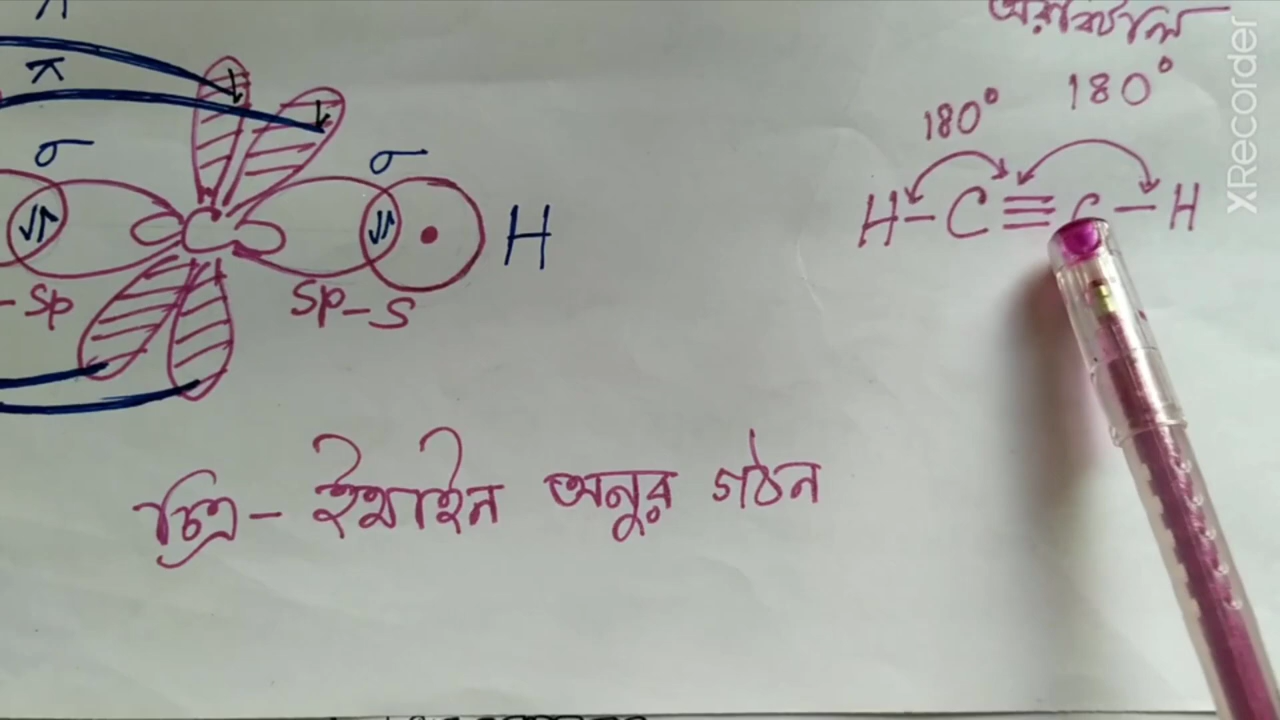 π
π
σ
σ
C
H
-sp
sp-s
180°
180°
H-C≡C-H
চিত্র- ইথাইন অনুর গঠন
XRecorder